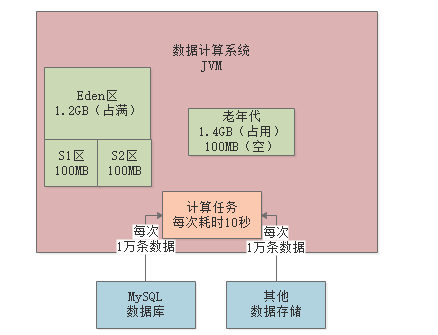 数据计算系统
JVM
Eden区
1.2GB（占满）
S1区
100MB
S2区
100MB
老年代
1.4GB（占用）
100MB（空）
计算任务
每次耗时10秒
每次
1万条数据
每次
1万条数据
MySQL
数据库
其他
数据存储